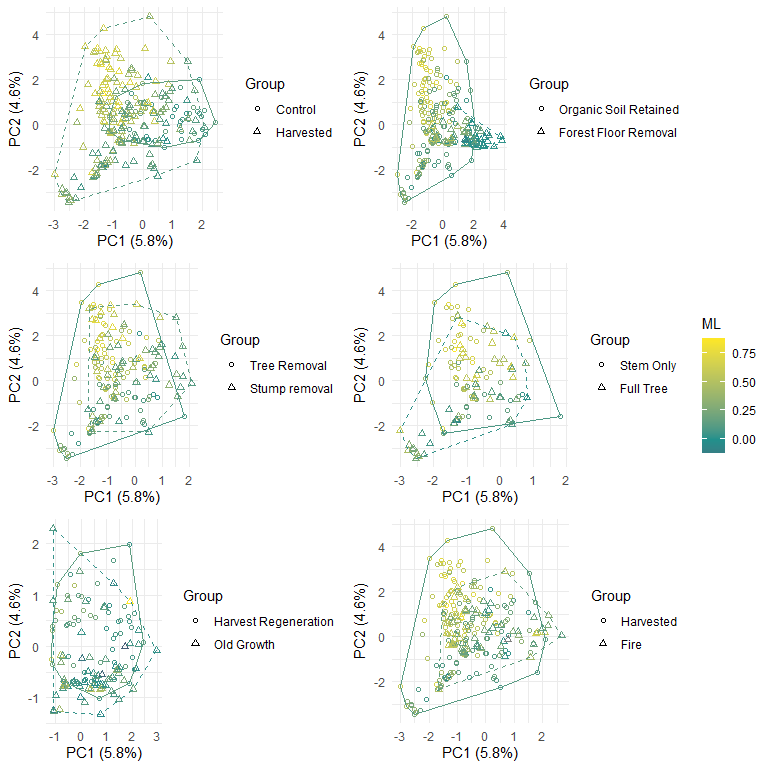 4
2
0
-2
PC2 (4.6%)
-3 -2 -1 0 1 2
PC1 (5.8%)
Group
Control
Harvested
4
2
0
-2
PC2 (4.6%)
-2 0 2 4
PC1 (5.8%)
Group
Organic Soil Retained
Forest Floor Removal
4
2
0
-2
PC2 (4.6%)
-3 -2 -1 0 1 2
PC1 (5.8%)
Group
Tree Removal
Stump removal
4
2
0
-2
PC2 (4.6%)
-3 -2 -1 0 1 2
PC1 (5.8%)
Group
Stem Only
Full Tree
ML
0.75
0.50
0.25
0.00
2
1
0
-1
PC2 (4.6%)
-1 0 1 2 3
PC1 (5.8%)
Group
Harvest Regeneration
Old Growth
4
2
0
-2
PC2 (4.6%)
-3 -2 -1 0 1 2
PC1 (5.8%)
Group
Harvested
Fire